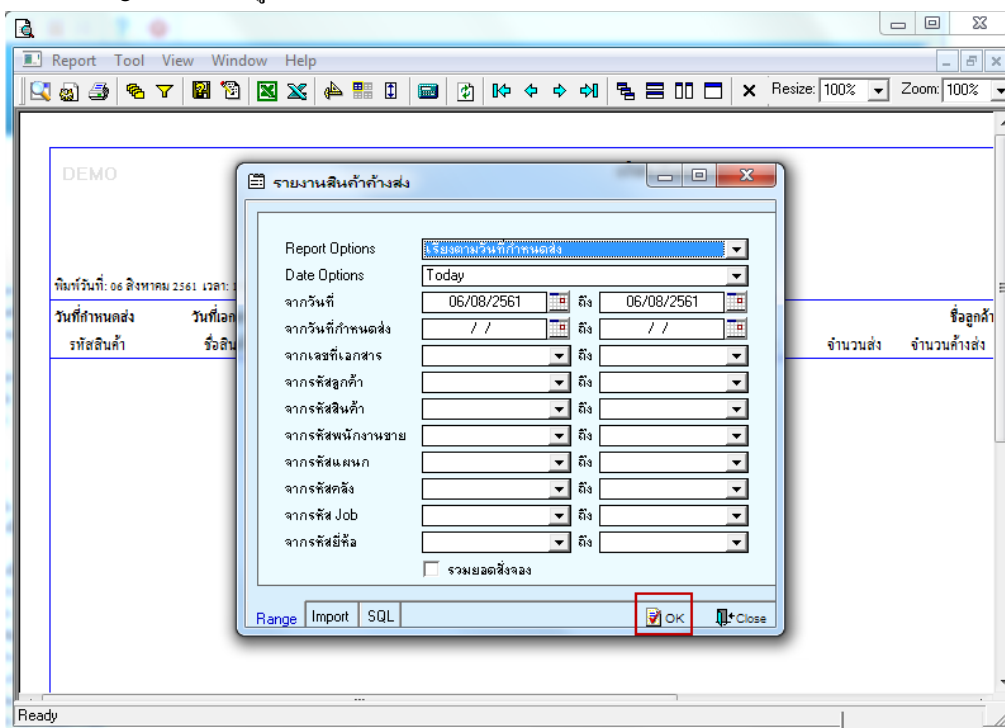 Report Tool View Window Help
Resize: 100% Zoom: 100%
DEMO
รายงานสินค้าค้างส่ง
Report Options เรียงตามวันที่กำหนดส่ง
Date Options Today
พิมพ์วันที่: 06 สิงหาคม 2561 เวลา:
จากวันที่ 06/08/2561 ถึง 06/08/2561
วันที่กำหนดส่ง วันที่เอก ชื่อลูกค้า
จากวันที่กำหนดส่ง / / ถึง / /
รหัสสินค้า ชื่อสิน จำนวนส่ง จำนวนค้างส่ง
จากเลขที่เอกสาร ถึง
จากรหัสลูกค้า ถึง
จากรหัสสินค้า ถึง
จากรหัสพนักงานขาย ถึง
จากรหัสแผนก ถึง
จากรหัสคลัง ถึง
จากรหัส Job ถึง
จากรหัสยี่ห้อ ถึง
รวมยอดสั่งจอง
Range Import SQL OK Close
Ready